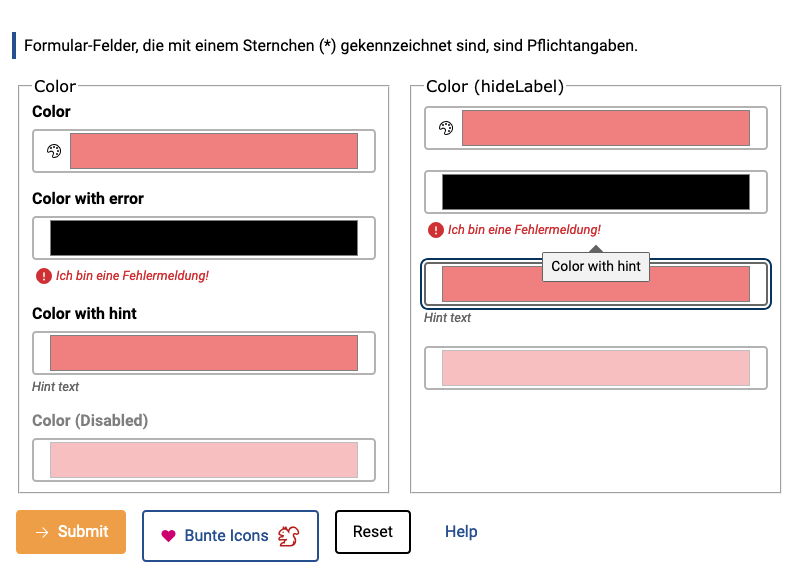 Formular-Felder, die mit einem Sternchen (*) gekennzeichnet sind, sind Pflichtangaben.
Color
Color
Color with error
Ich bin eine Fehlermeldung!
Color with hint
Hint text
Color (Disabled)
Color (hideLabel)
Ich bin eine Fehlermeldung!
Color with hint
Hint text
Submit
Bunte Icons
Reset
Help